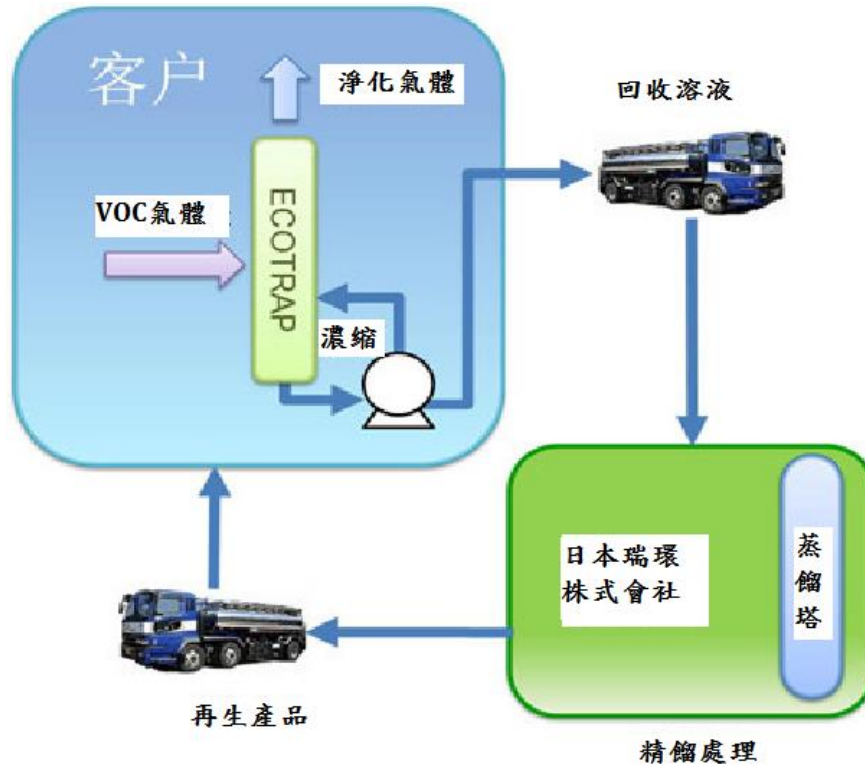 客户
淨化氣體
VOC氣體
ECOTRAP
濃縮
回收溶液
日本瑞環
株式會社
蒸餾塔
精餾處理
再生產品